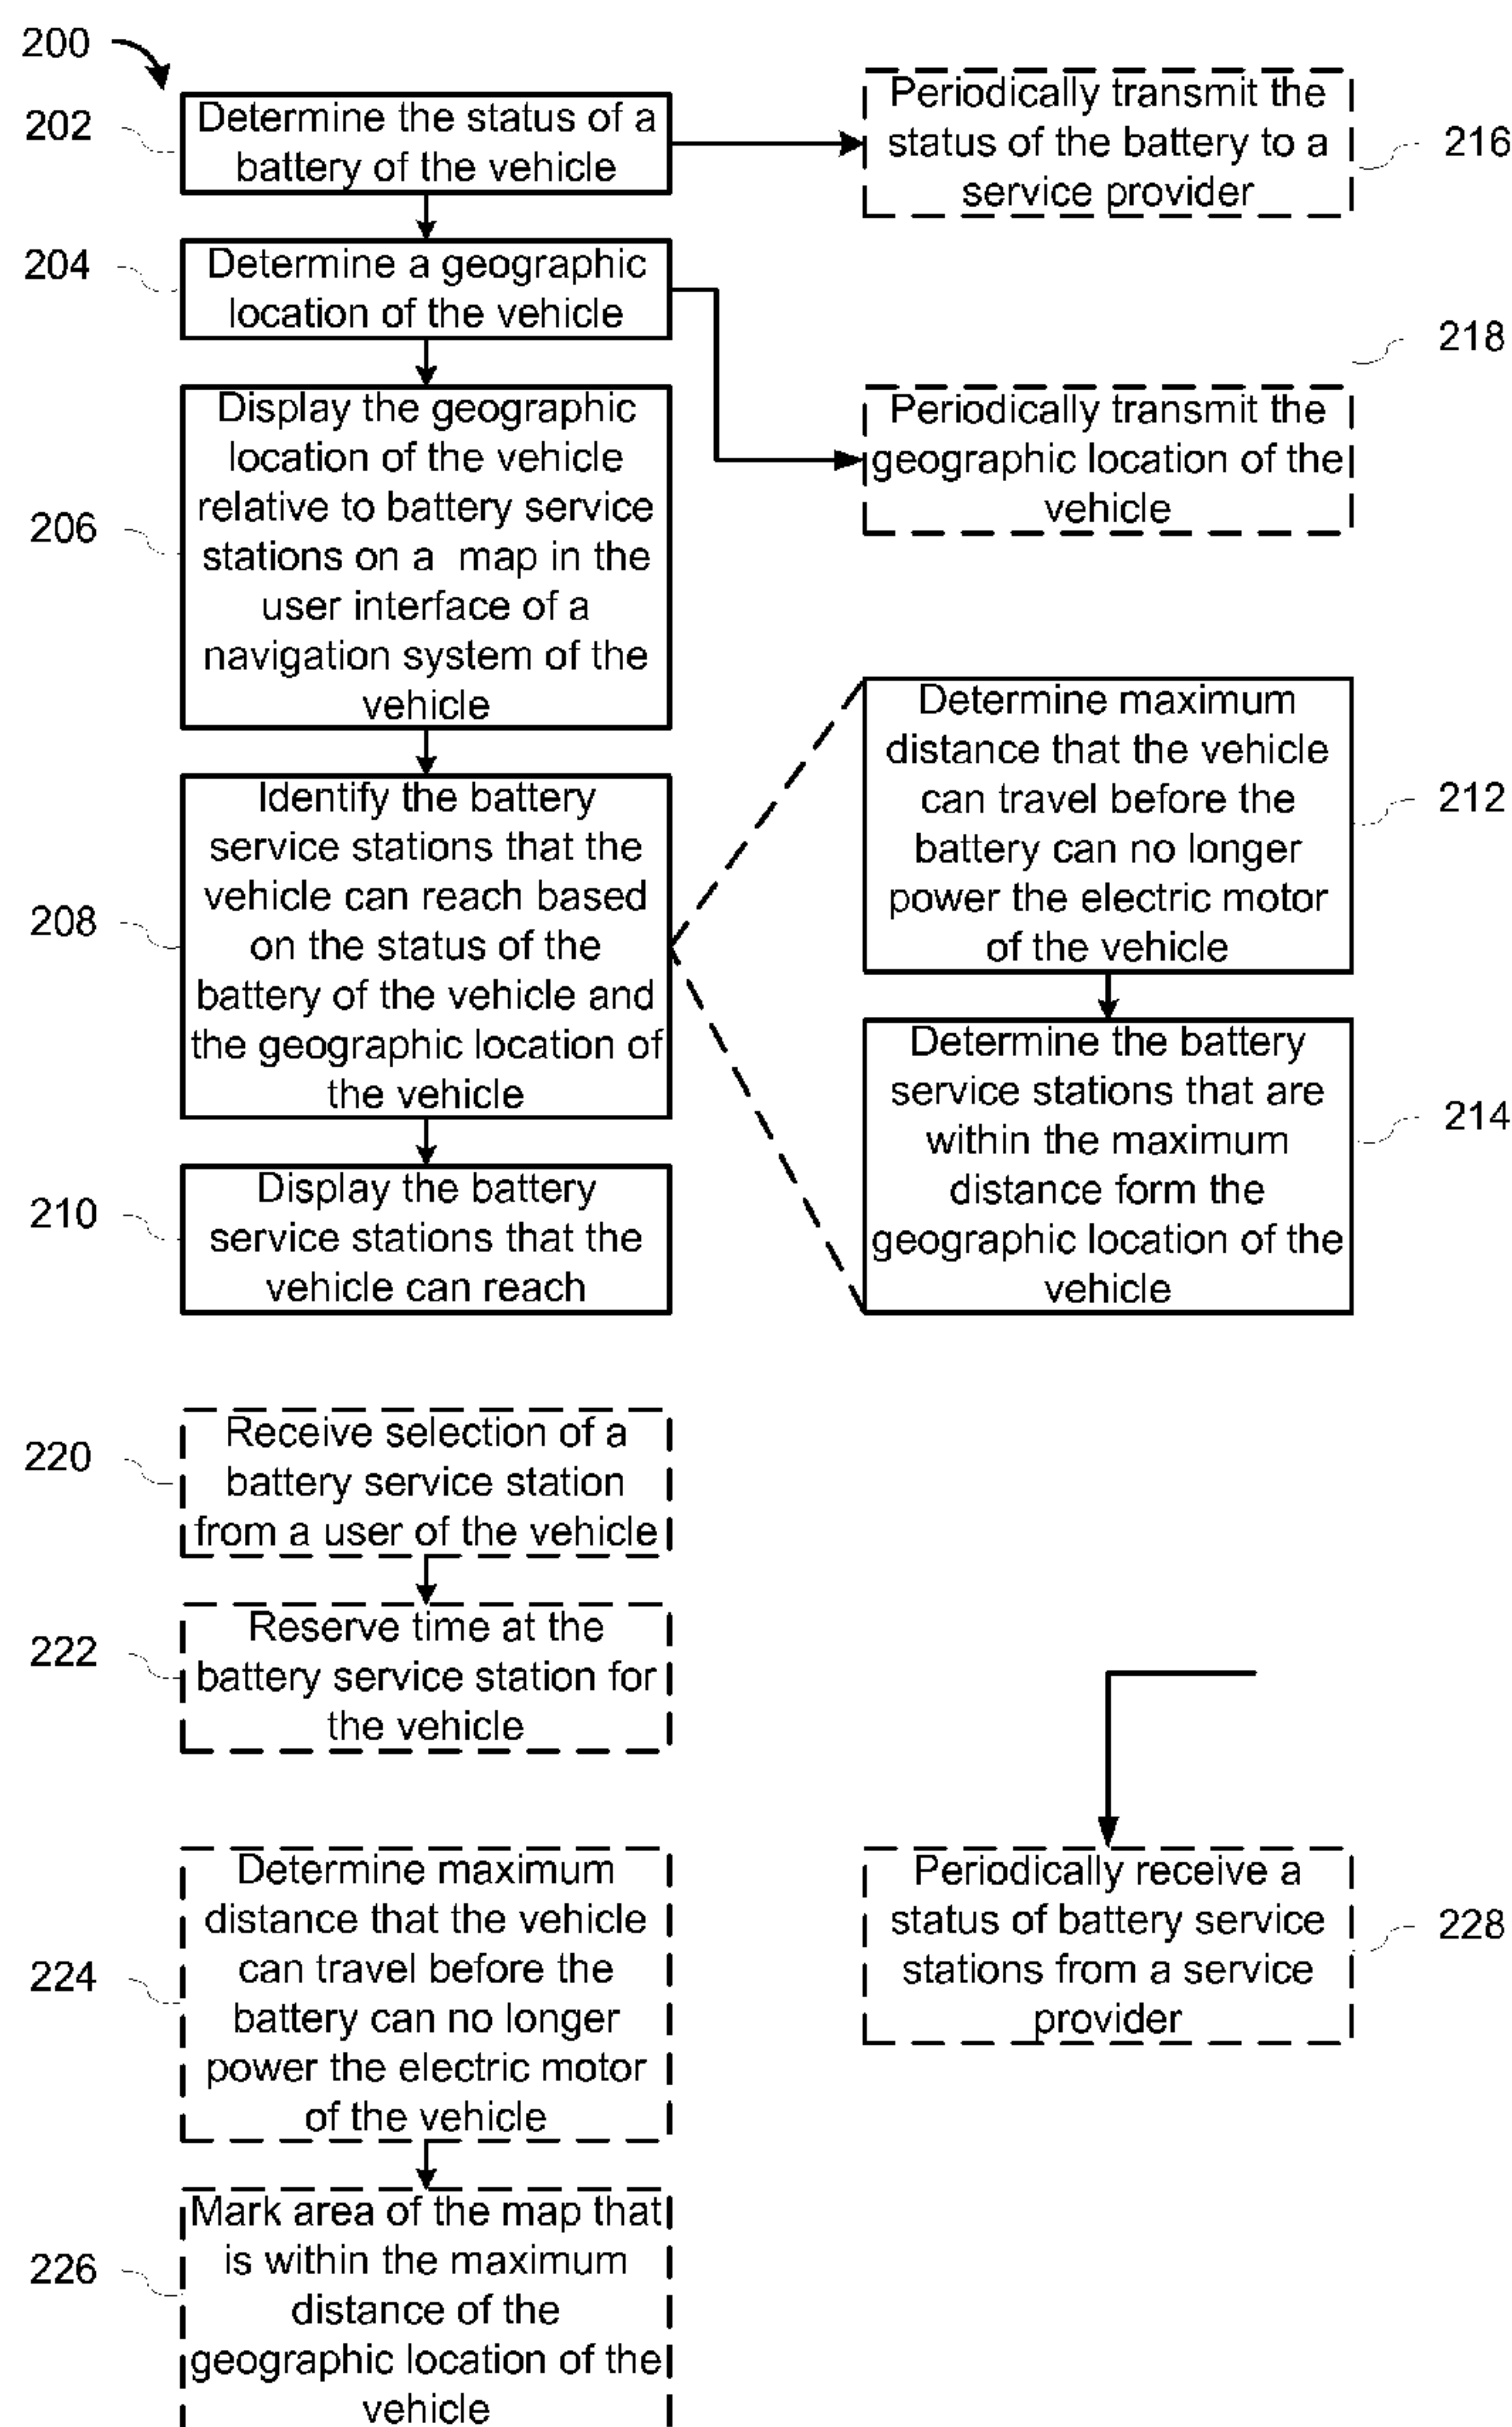 200
202
Determine the status of a
battery of the vehicle
Periodically transmit the
status of the battery to a
service provider
216
204
Determine a geographic
location of the vehicle
218
Periodically transmit the
geographic location of the
vehicle
206
Display the geographic
location of the vehicle
relative to battery service
stations on a map in the
user interface of a
navigation system of the
vehicle
208
Identify the battery
service stations that the
vehicle can reach based
on the status of the
battery of the vehicle and
the geographic location of
the vehicle
Determine maximum
distance that the vehicle
can travel before the
battery can no longer
power the electric motor
of the vehicle
212
Determine the battery
service stations that are
within the maximum
distance form the
geographic location of the
vehicle
214
210
Display the battery
service stations that the
vehicle can reach
220
Receive selection of a
battery service station
from a user of the vehicle
222
Reserve time at the
battery service station for
the vehicle
224
Determine maximum
distance that the vehicle
can travel before the
battery can no longer
power the electric motor
of the vehicle
Periodically receive a
status of battery service
stations from a service
provider
228
226
Mark area of the map that
is within the maximum
distance of the
geographic location of the
vehicle